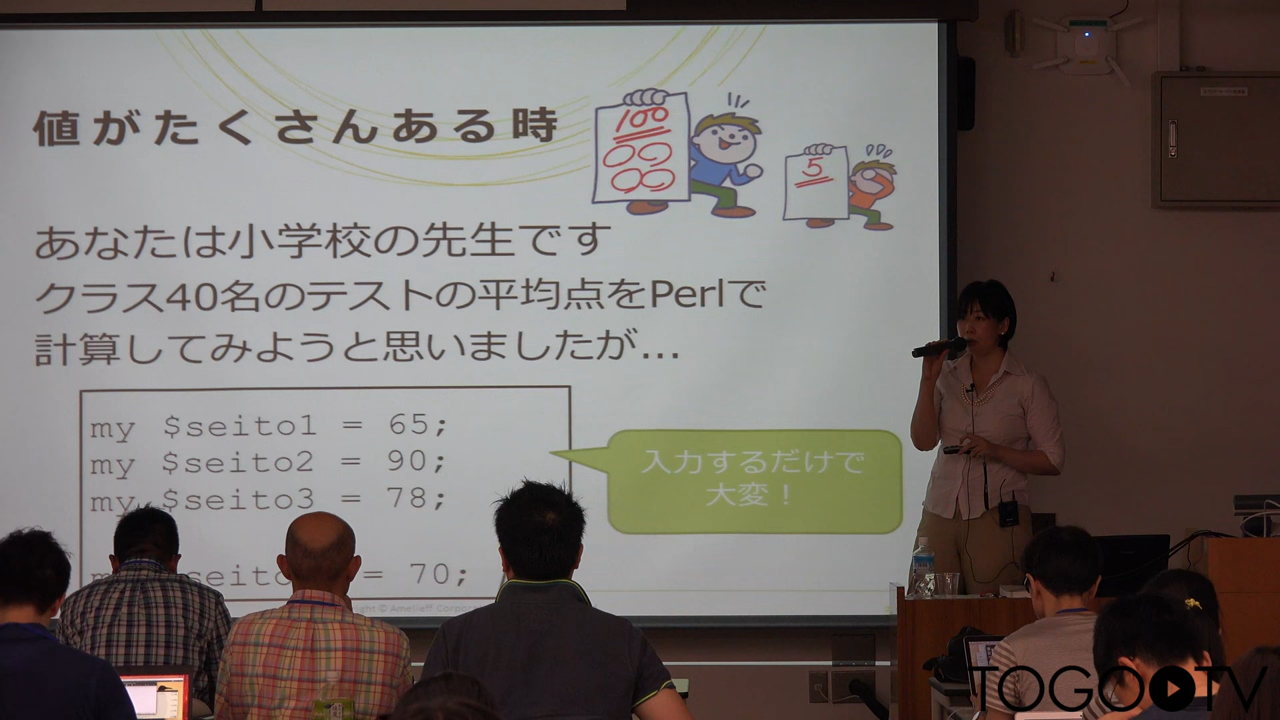 値がたくさんある時
100
5
あなたは小学校の先生です
クラス40名のテストの平均点をPerlで
計算してみようと思いましたが...
my $seito1 = 65;
my $seito2 = 90;
my $seito3 = 78;
= 70;
入力するだけで
大変！
TOGOTV